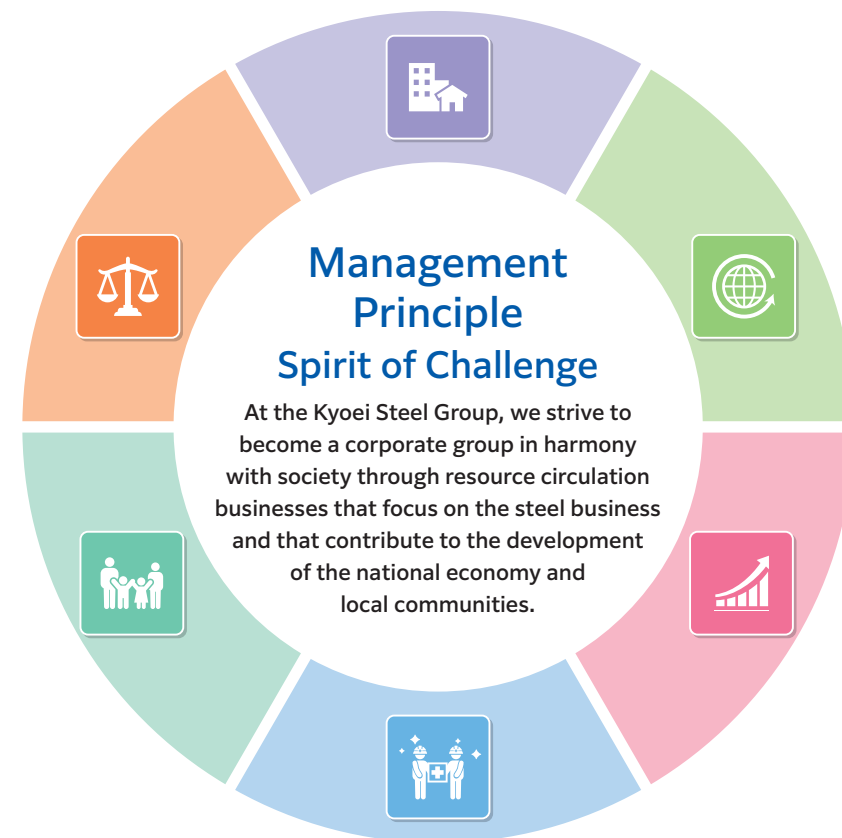 Management
Principle
Spirit of Challenge
At the Kyoei Steel Group, we strive to
become a corporate group in harmony
with society through resource circulation
businesses that focus on the steel business
and that contribute to the development
of the national economy and
local communities.